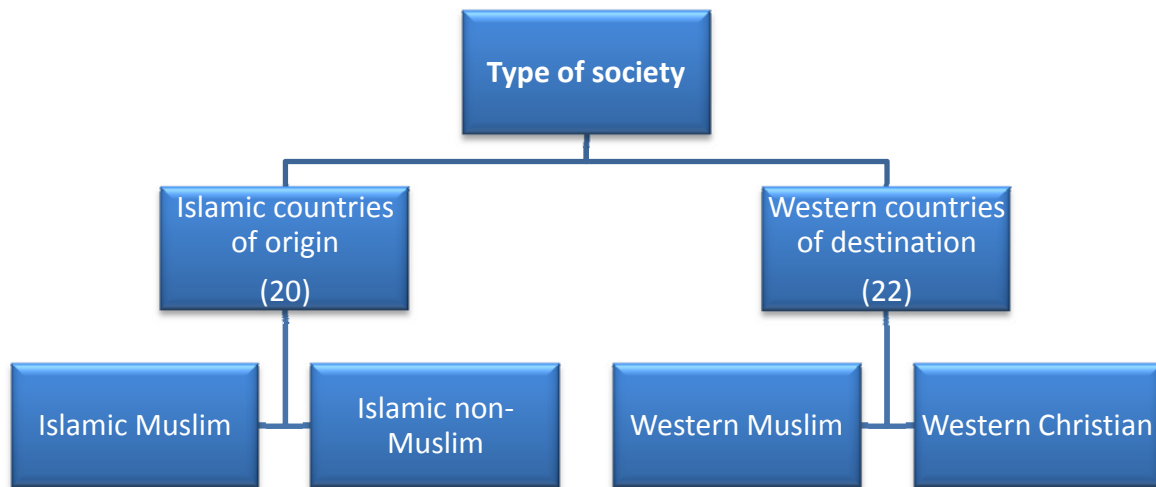 Type of society
Islamic countries
of origin
(20)
Western countries
of destination
(22)
Islamic Muslim
Islamic non-
Muslim
Western Muslim
Western Christian